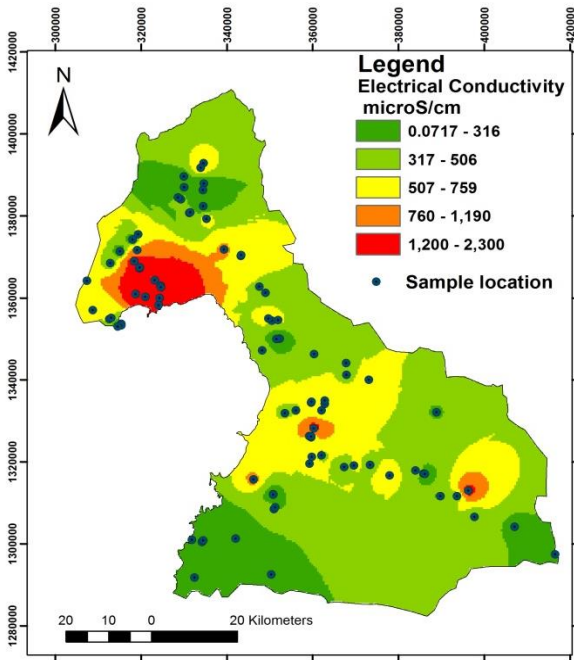 300000 320000 340000 360000 380000 400000 420000
1420000
1400000
1380000
1360000
1340000
1320000
1300000
1280000
N
Legend
Electrical Conductivity
microS/cm
0.0717 - 316
317 - 506
507 - 759
760 - 1,190
1,200 - 2,300
Sample location
20 10 0 20 Kilometers